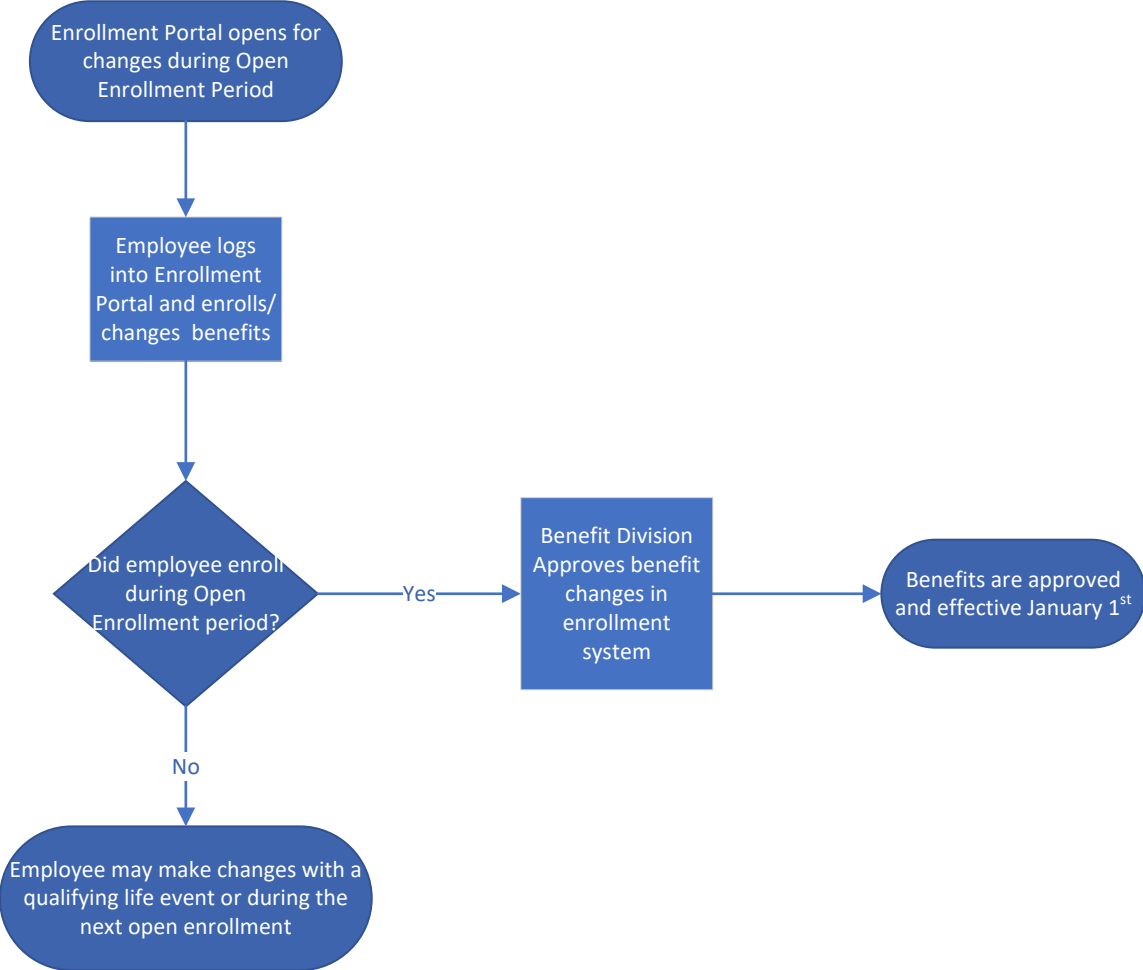 Enrollment Portal opens for
changes during Open
Enrollment Period
Employee logs
into Enrollment
Portal and enrolls/
changes  benefits
Did employee enroll
during Open
Enrollment period?
Yes
Benefit Division
Approves benefit
changes in
enrollment
system
Benefits are approved
and effective January 1st
No
Employee may make changes with a
qualifying life event or during the
next open enrollment